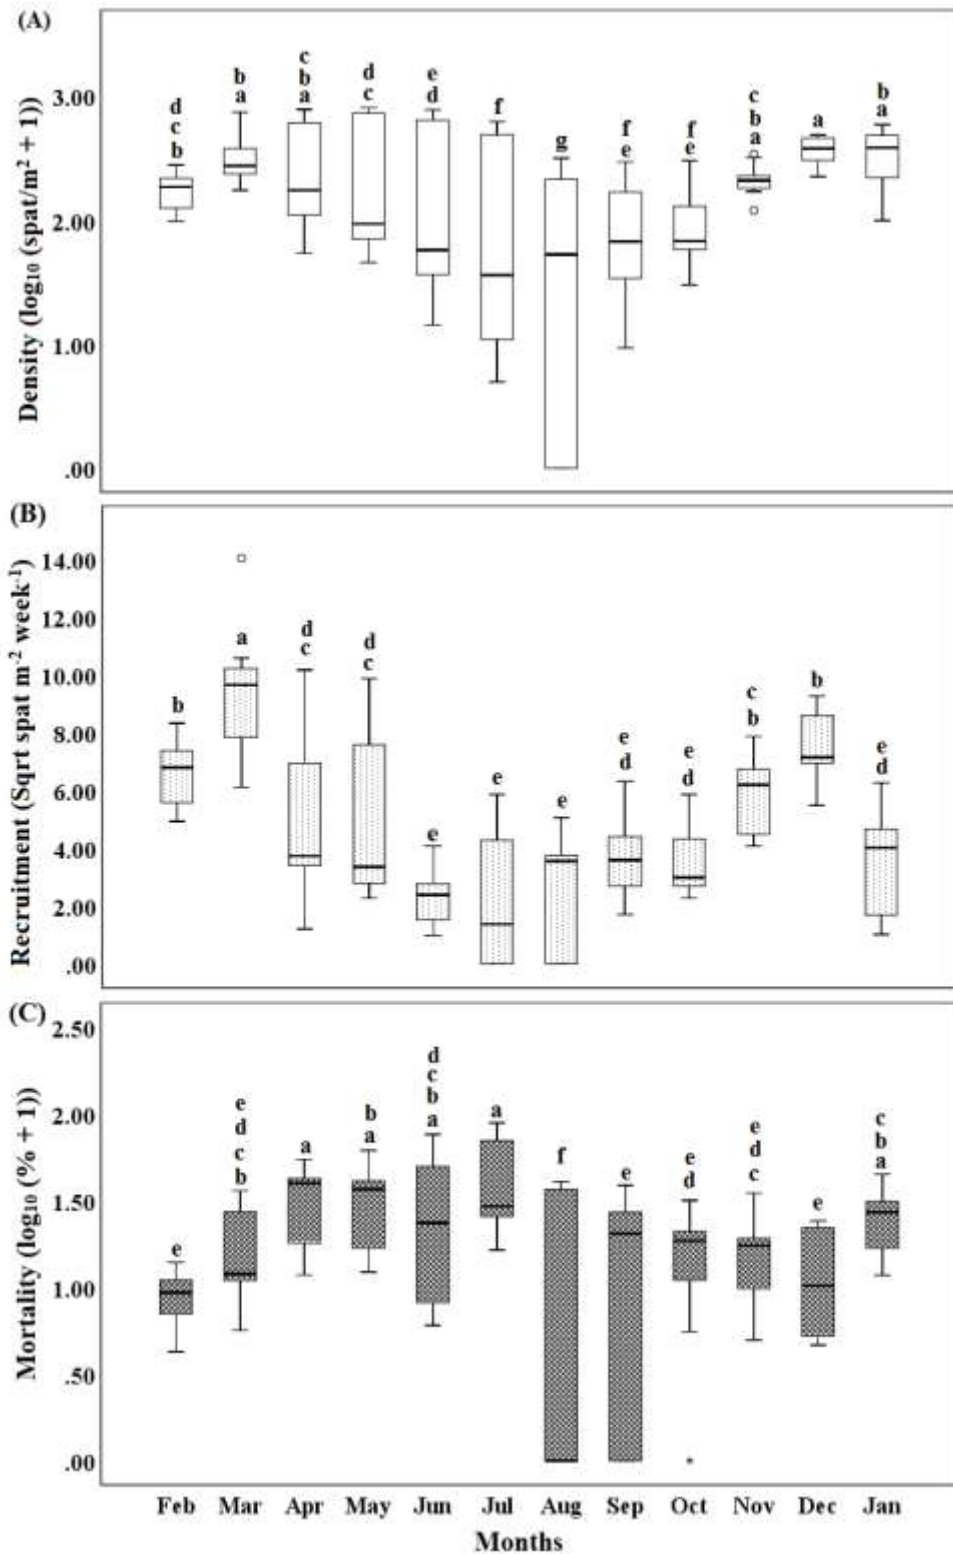 (A)
Density (log₁₀ (spat/m² + 1))
3.00
2.00
1.00
.00
d
c
b
b
a
c
b
a
d
c
e
d
f
g
f
e
f
e
c
b
a
a
b
a
(B)
Recruitment (Sqrt spat m⁻² week⁻¹)
14.00
12.00
10.00
8.00
6.00
4.00
2.00
.00
b
a
d
c
d
c
e
e
e
e
d
e
d
c
b
b
e
d
(C)
Mortality (log₁₀ (% + 1))
2.50
2.00
1.50
1.00
.50
.00
e
e
d
c
b
a
b
a
d
c
b
a
a
f
e
e
d
e
d
c
e
c
b
a
Feb Mar Apr May Jun Jul Aug Sep Oct Nov Dec Jan
Months